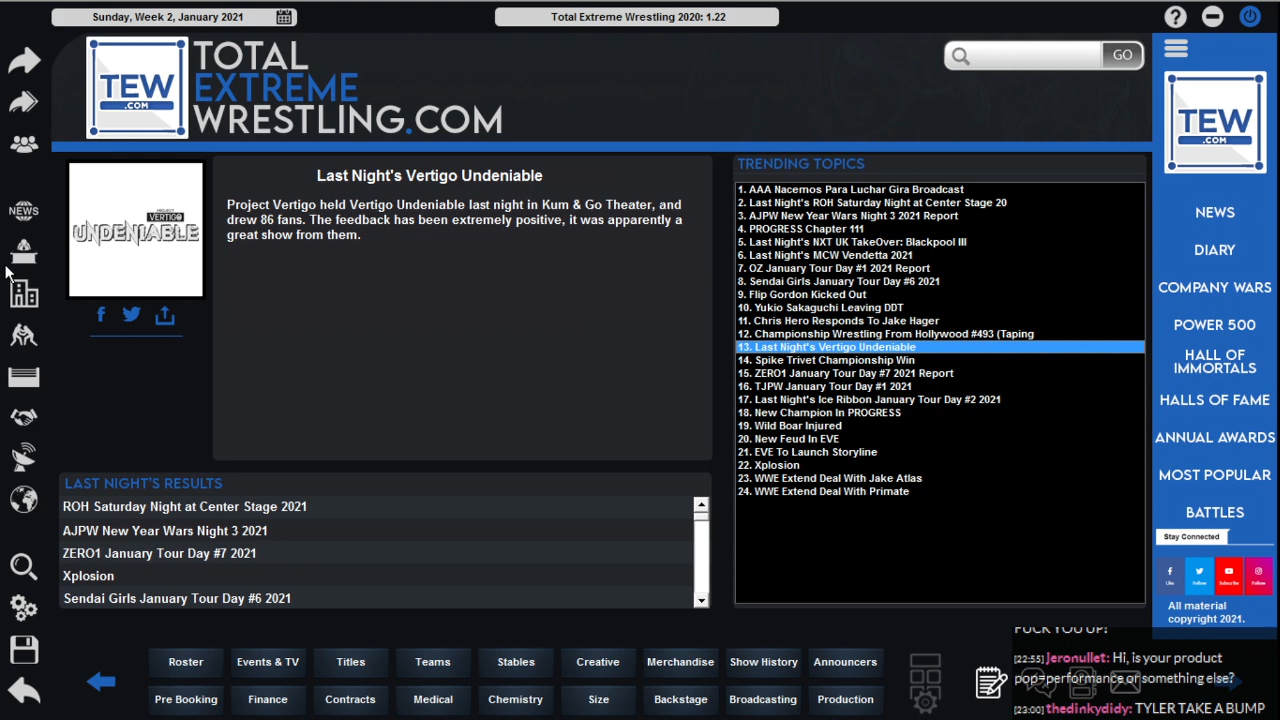 Sunday, Week 2, January 2021
Total Extreme Wrestling 2020: 1.22
TEW
.COM
TOTAL
EXTREME
WRESTLING.COM
GO
TEW
.COM
PROJECT
VERTIGO
UNDENIABLE
Last Night's Vertigo Undeniable
Project Vertigo held Vertigo Undeniable last night in Kum & Go Theater, and
drew 86 fans. The feedback has been extremely positive, it was apparently a
great show from them.
TRENDING TOPICS
1. AAA Nacemos Para Luchar Gira Broadcast
2. Last Night's ROH Saturday Night at Center Stage 20
3. AJPW New Year Wars Night 3 2021 Report
4. PROGRESS Chapter 111
5. Last Night's NXT UK TakeOver: Blackpool III
6. Last Night's MCW Vendetta 2021
7. OZ January Tour Day #1 2021 Report
8. Sendai Girls January Tour Day #6 2021
9. Flip Gordon Kicked Out
10. Yukio Sakaguchi Leaving DDT
11. Chris Hero Responds To Jake Hager
12. Championship Wrestling From Hollywood #493 (Taping
13. Last Night's Vertigo Undeniable
14. Spike Trivet Championship Win
15. ZERO1 January Tour Day #7 2021 Report
16. TJPW January Tour Day #1 2021
17. Last Night's Ice Ribbon January Tour Day #2 2021
18. New Champion In PROGRESS
19. Wild Boar Injured
20. New Feud In EVE
21. EVE To Launch Storyline
22. Xplosion
23. WWE Extend Deal With Jake Atlas
24. WWE Extend Deal With Primate
NEWS
NEWS
DIARY
COMPANY WARS
POWER 500
HALL OF
IMMORTALS
HALLS OF FAME
ANNUAL AWARDS
MOST POPULAR
BATTLES
Stay Connected
Like
Follow
Subscribe
Follow
All material
copyright 2021.
LAST NIGHT'S RESULTS
ROH Saturday Night at Center Stage 2021
AJPW New Year Wars Night 3 2021
ZERO1 January Tour Day #7 2021
Xplosion
Sendai Girls January Tour Day #6 2021
Roster
Events & TV
Titles
Teams
Stables
Creative
Merchandise
Show History
Announcers
Pre Booking
Finance
Contracts
Medical
Chemistry
Size
Backstage
Broadcasting
Production
FUCK YOU UP!
[22:55] Jeronullet: Hi, is your product
pop=performance or something else?
[23:00] thedinkydidy: TYLER TAKE A BUMP